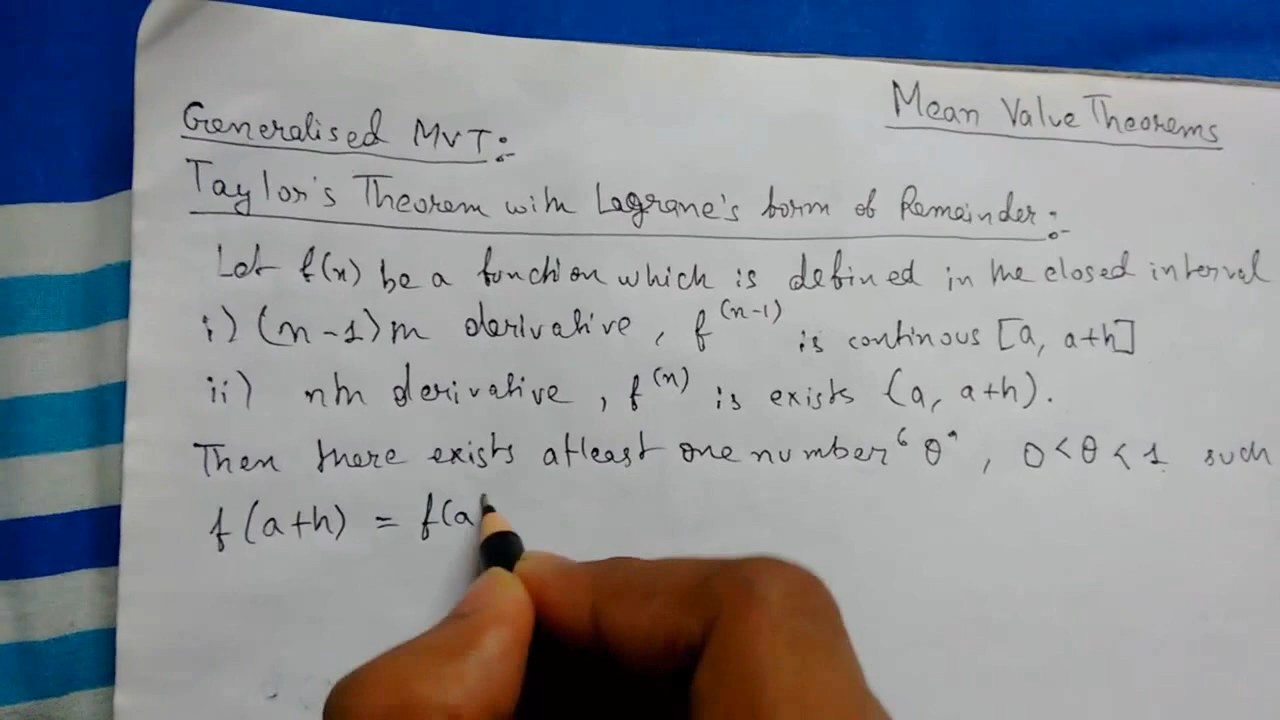 Mean Value Theorems
Generalised MVT:-
Taylor's Theorem with Lagrane's form of Remainder:-
Let f(x) be a function which is defined in the closed interval
i) (n-1)th derivative, f^(n-1) is continous [a, a+h]
ii) nth derivative, f^(n) is exists (a, a+h).
Then there exists atleast one number "θ", 0<θ<1 such
f(a+h) = f(a